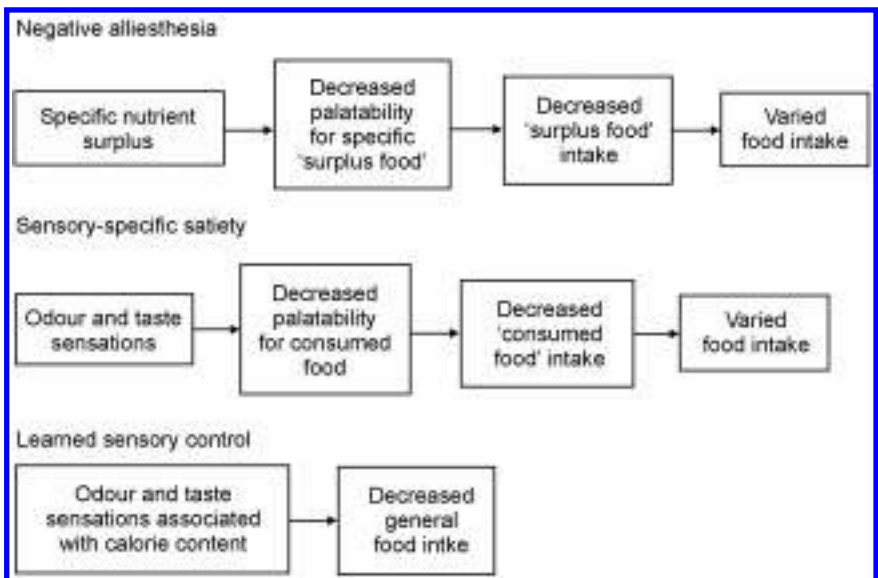 Negative alliesthesia
Specific nutrient
surplus
Decreased
palatability
for specific
'surplus food'
Decreased
'surplus food'
intake
Varied
food intake
Sensory-specific satiety
Odour and taste
sensations
Decreased
palatability
for consumed
food
Decreased
'consumed
food' intake
Varied
food intake
Learned sensory control
Odour and taste
sensations associated
with calorie content
Decreased
general
food intke